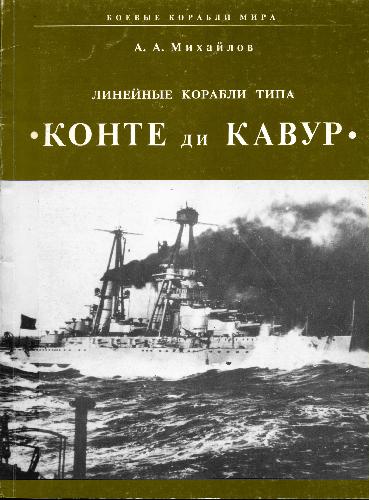 БОЕВЫЕ КОРАБЛИ МИРА
А. А. Михайлов
ЛИНЕЙНЫЕ КОРАБЛИ ТИПА
• КОНТЕ ди КАВУР •